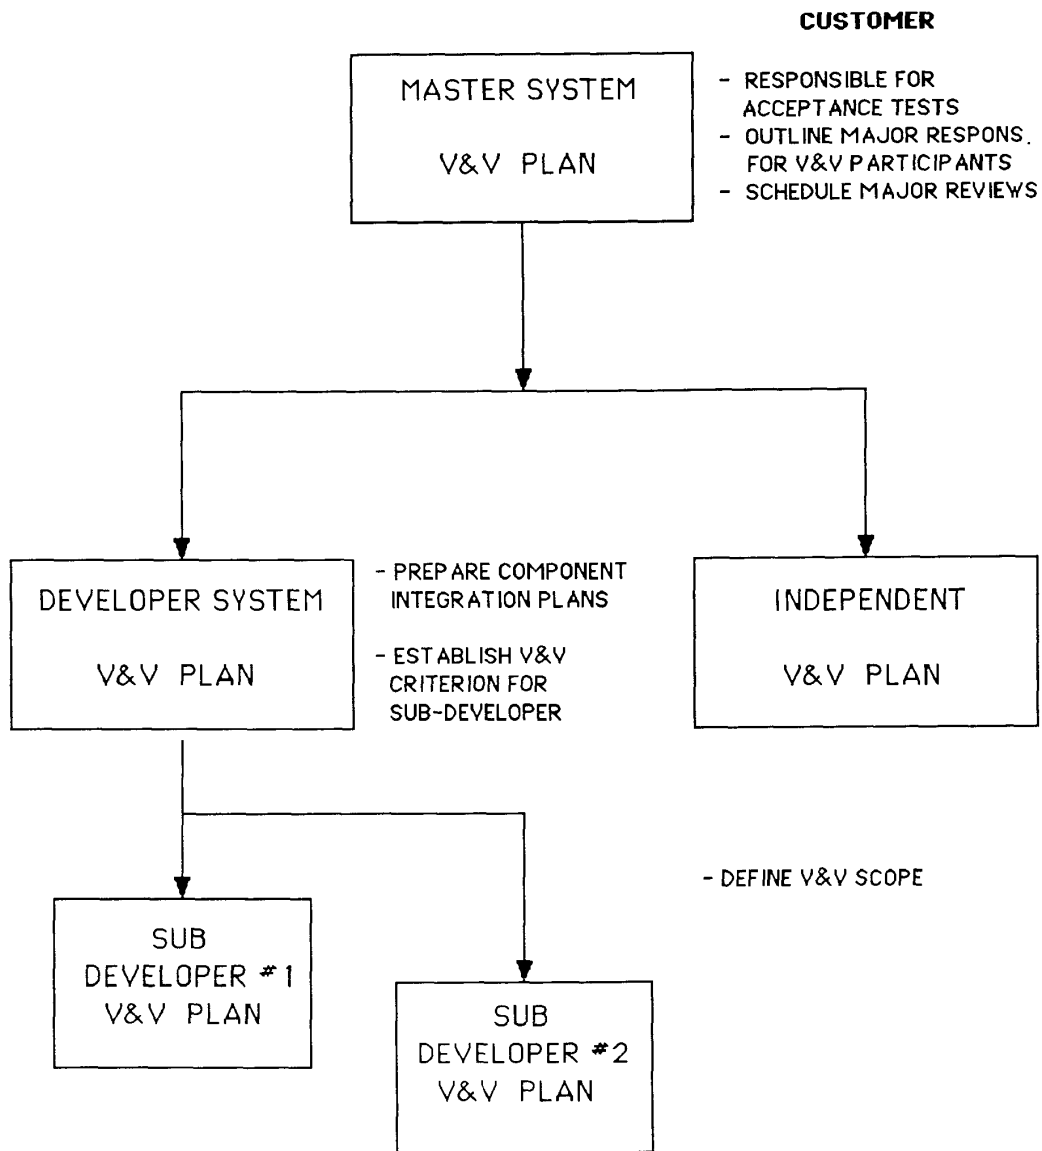 CUSTOMER
MASTER SYSTEM
V&V PLAN
- RESPONSIBLE FOR
ACCEPTANCE TESTS
- OUTLINE MAJOR RESPONS.
FOR V&V PARTICIPANTS
- SCHEDULE MAJOR REVIEWS
DEVELOPER SYSTEM
V&V PLAN
- PREPARE COMPONENT
INTEGRATION PLANS
- ESTABLISH V&V
CRITERION FOR
SUB-DEVELOPER
INDEPENDENT
V&V PLAN
- DEFINE V&V SCOPE
SUB
DEVELOPER #1
V&V PLAN
SUB
DEVELOPER #2
V&V PLAN